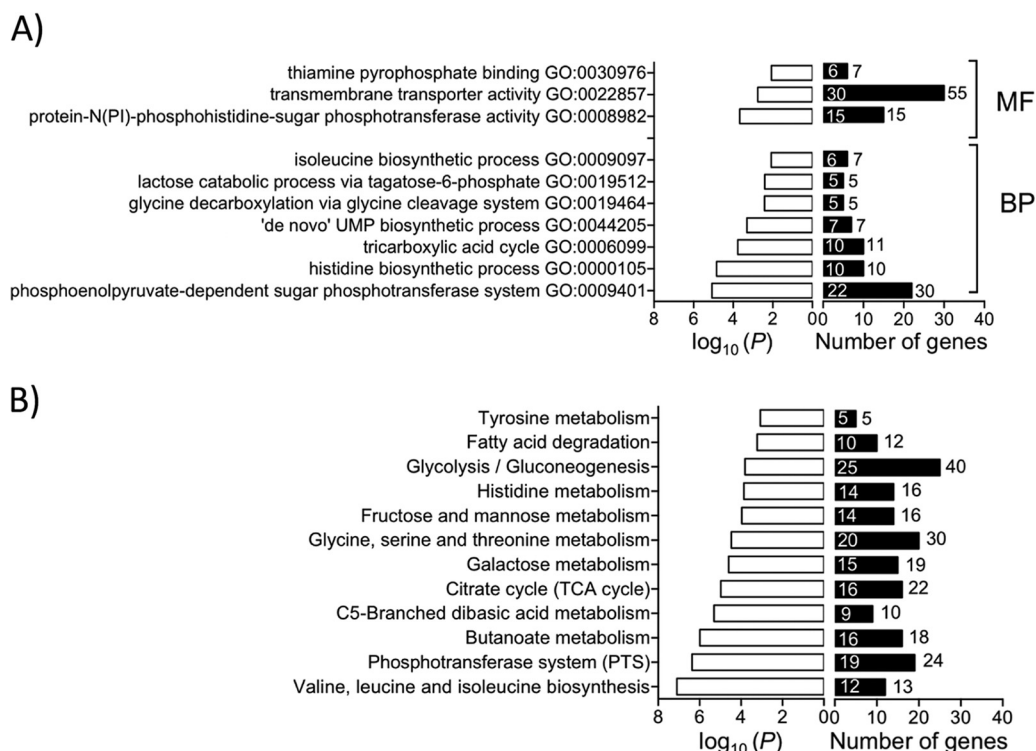 A)
thiamine pyrophosphate binding GO:0030976 6 7
transmembrane transporter activity GO:0022857 30 55
protein-N(PI)-phosphohistidine-sugar phosphotransferase activity GO:0008982 15 15
MF
isoleucine biosynthetic process GO:0009097 6 7
lactose catabolic process via tagatose-6-phosphate GO:0019512 5 5
glycine decarboxylation via glycine cleavage system GO:0019464 5 5
BP
'de novo' UMP biosynthetic process GO:0044205 7 7
tricarboxylic acid cycle GO:0006099 10 11
histidine biosynthetic process GO:0000105 10 10
phosphoenolpyruvate-dependent sugar phosphotransferase system GO:0009401 22 30
8 6 4 2 0 0 10 20 30 40
log10 (P) Number of genes
B)
Tyrosine metabolism 5 5
Fatty acid degradation 10 12
Glycolysis / Gluconeogenesis 25 40
Histidine metabolism 14 16
Fructose and mannose metabolism 14 16
Glycine, serine and threonine metabolism 20 30
Galactose metabolism 15 19
Citrate cycle (TCA cycle) 16 22
C5-Branched dibasic acid metabolism 9 10
Butanoate metabolism 16 18
Phosphotransferase system (PTS) 19 24
Valine, leucine and isoleucine biosynthesis 12 13
8 6 4 2 0 0 10 20 30 40
log10 (P) Number of genes